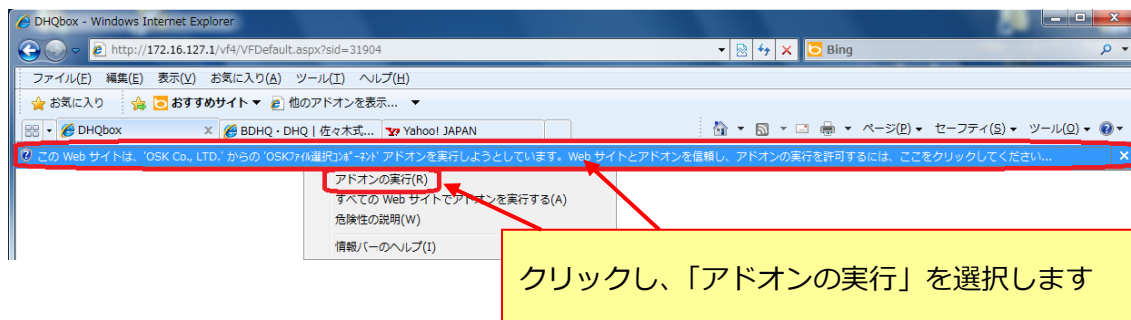 DHQbox - Windows Internet Explorer
http://172.16.127.1/vf4/VFDefault.aspx?sid=31904 Bing
ファイル(F) 編集(E) 表示(V) お気に入り(A) ツール(T) ヘルプ(H)
お気に入り おすすめサイト ▼ 他のアドオンを表示... ▼
DHQbox x BDHQ・DHQ | 佐々木式... Yahoo! JAPAN ページ(P) ▼ セーフティ(S) ▼ ツール(O) ▼
この Web サイトは、'OSK Co., LTD.' からの 'OSKファイル選択コンポーネント' アドオンを実行しようとしています。Web サイトとアドオンを信頼し、アドオンの実行を許可するには、ここをクリックしてください... x
アドオンの実行(R)
すべての Web サイトでアドオンを実行する(A)
危険性の説明(W)
情報バーのヘルプ(I)
クリックし、「アドオンの実行」を選択します